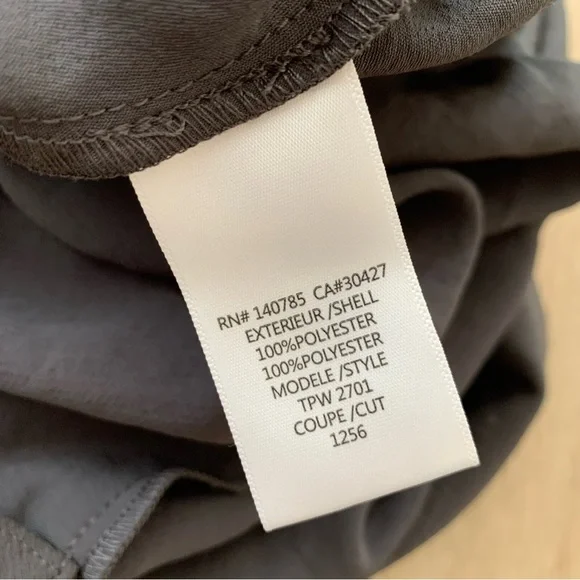 RN# 140785 CA#30427
EXTERIEUR /SHELL
100%POLYESTER
100%POLYESTER
MODELE /STYLE
TPW 2701
COUPE /CUT
1256